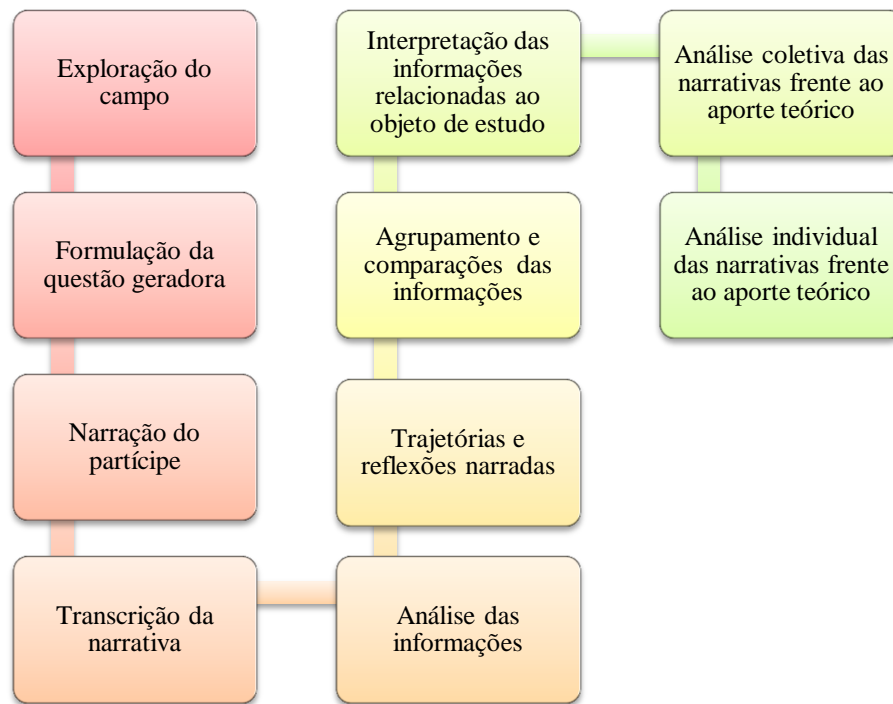 Exploração do
campo
Formulação da
questão geradora
Narração do
partícipe
Transcrição da
narrativa
Análise das
informações
Trajetórias e
reflexões narradas
Agrupamento e
comparações das
informações
Interpretação das
informações
relacionadas ao
objeto de estudo
Análise coletiva das
narrativas frente ao
aporte teórico
Análise individual
das narrativas frente
ao aporte teórico